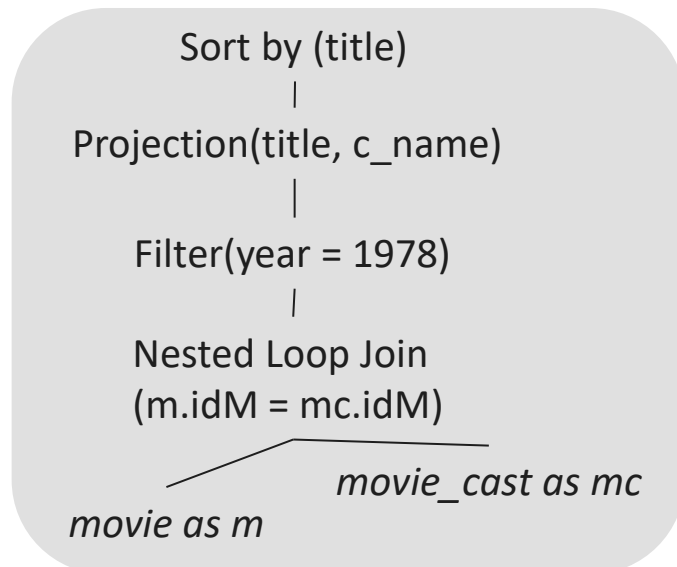 Sort by (title)
Projection(title, c_name)
Filter(year = 1978)
Nested Loop Join
(m.idM = mc.idM)
movie_cast as mc
movie as m